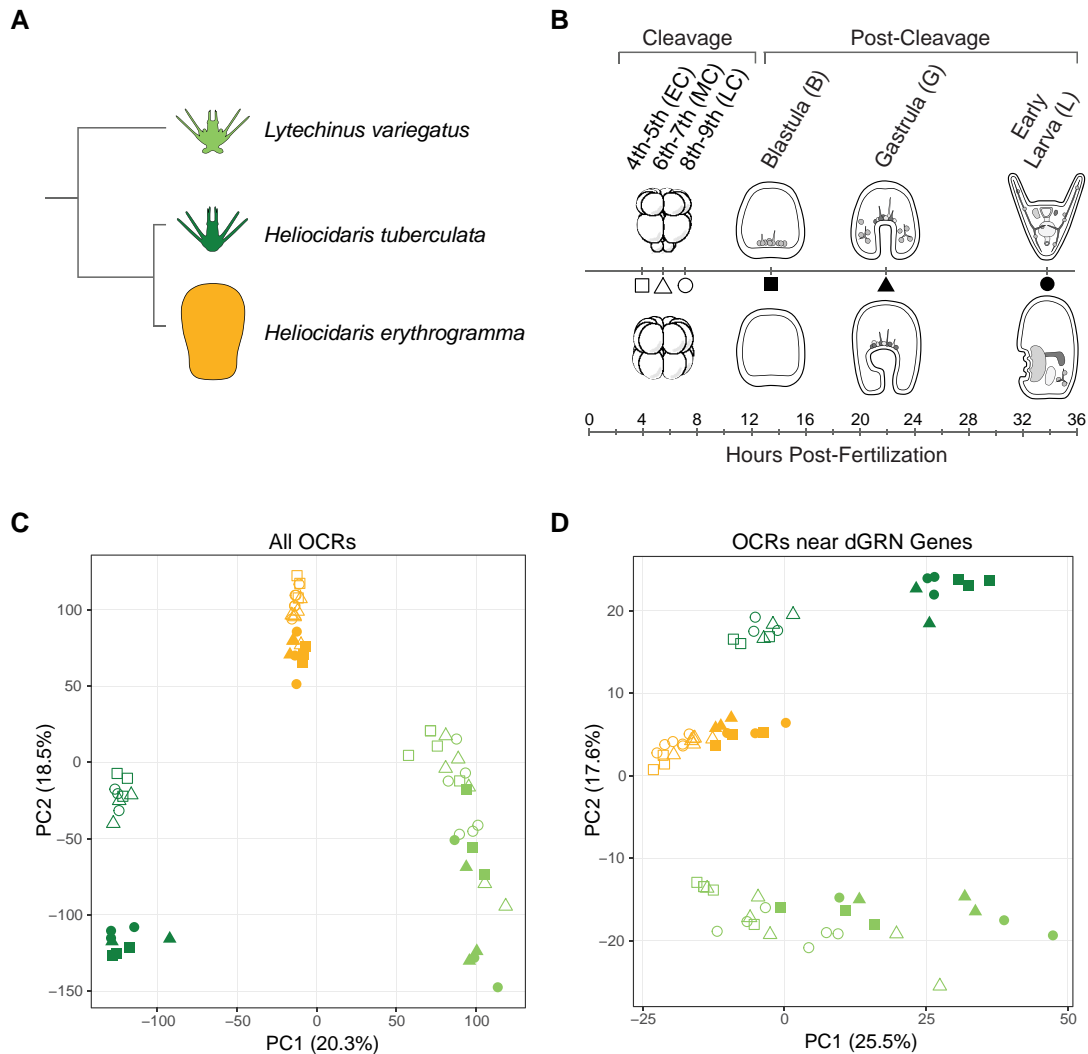 A
Lytechinus variegatus
Heliocidaris tuberculata
Heliocidaris erythrogramma
B
Cleavage
Post-Cleavage
4th-5th (EC)
6th-7th (MC)
8th-9th (LC)
Blastula (B)
Gastrula (G)
Early
Larva (L)
0 4 8 12 16 20 24 28 32 36
Hours Post-Fertilization
C
All OCRs
PC2 (18.5%)
100
50
0
−50
−100
−150
−100 −50 0 50 100
PC1 (20.3%)
D
OCRs near dGRN Genes
PC2 (17.6%)
20
10
0
−10
−20
−25 0 25 50
PC1 (25.5%)